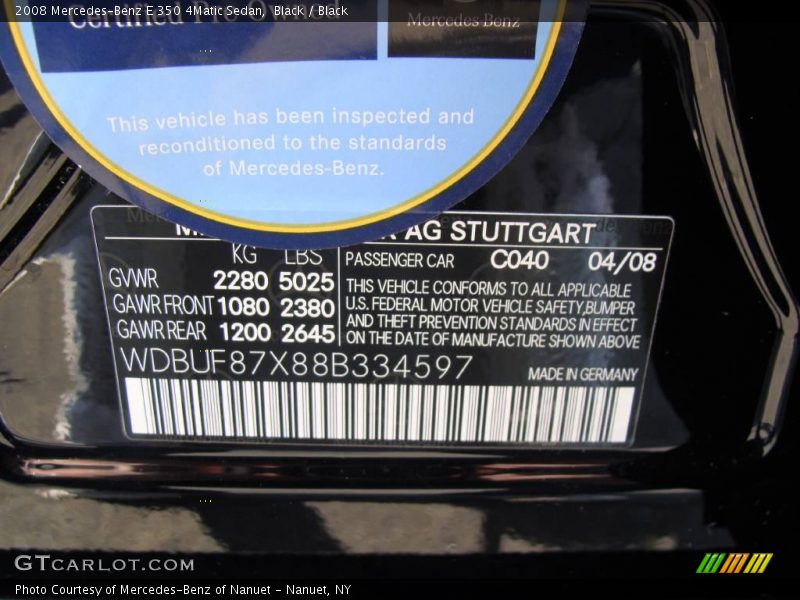 2008 Mercedes-Benz E 350 4Matic Sedan, Black / Black
Mercedes Benz
This vehicle has been inspected and
reconditioned to the standards
of Mercedes-Benz.
AG STUTTGART
KG LBS
GVWR 2280 5025
GAWR FRONT 1080 2380
GAWR REAR 1200 2645
PASSENGER CAR C040 04/08
THIS VEHICLE CONFORMS TO ALL APPLICABLE
U.S. FEDERAL MOTOR VEHICLE SAFETY,BUMPER
AND THEFT PREVENTION STANDARDS IN EFFECT
ON THE DATE OF MANUFACTURE SHOWN ABOVE
WDBUF87X88B334597
MADE IN GERMANY
GTCARLOT.COM
Photo Courtesy of Mercedes-Benz of Nanuet - Nanuet, NY